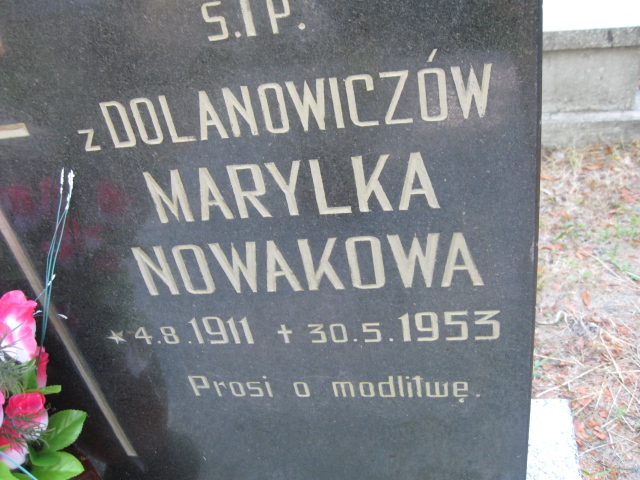 Ś.I P.
z DOLANOWICZÓW
MARYLKA
NOWAKOWA
* 4.8.1911 + 30.5.1953
Prosi o modlitwę.